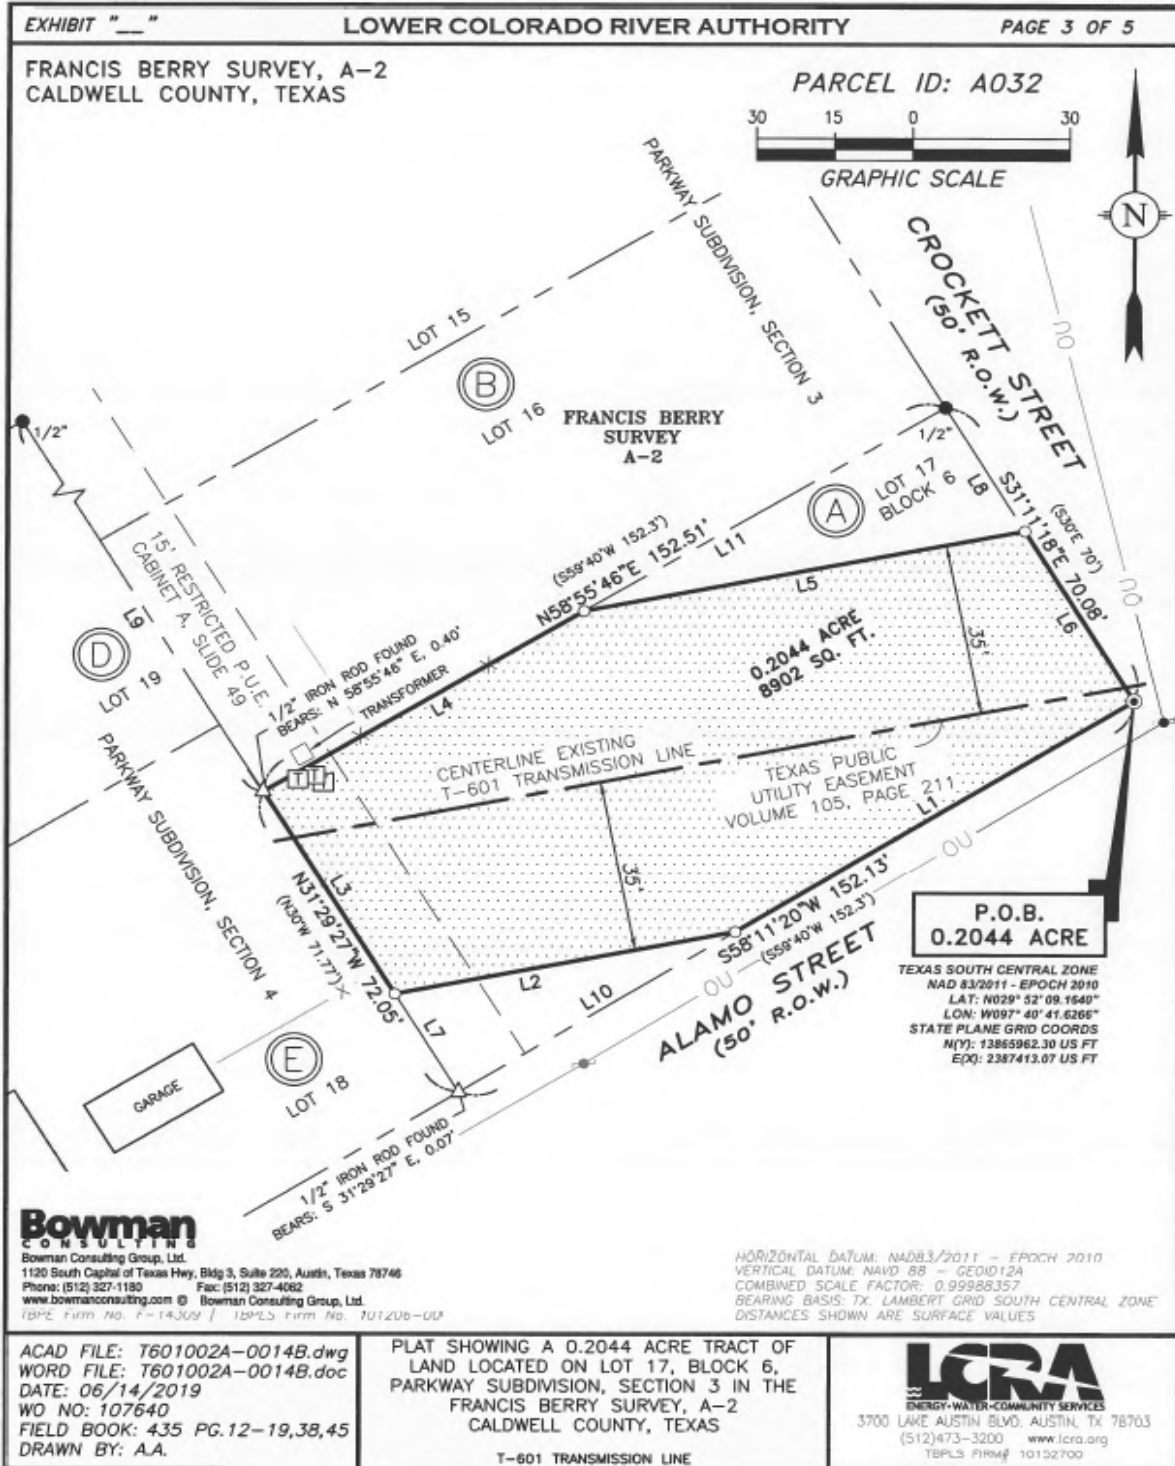 EXHIBIT "__"
LOWER COLORADO RIVER AUTHORITY
PAGE 3 OF 5
FRANCIS BERRY SURVEY, A-2
CALDWELL COUNTY, TEXAS
PARCEL ID: A032
30 15 0 30
GRAPHIC SCALE
N
PARKWAY SUBDIVISION, SECTION 3
CROCKETT STREET
(50' R.O.W.)
OU
LOT 15
B
LOT 16
FRANCIS BERRY
SURVEY
A-2
1/2"
1/2"
LOT 17
BLOCK 6
A
L8
S31°11'18"E 70.08'
(S30°E 70')
OU
L6
15' RESTRICTED P.U.E.
CABINET A, SLIDE 49
L9
D
LOT 19
(S59°40'W 152.3')
N58°55'46"E 152.51'
L11
L5
1/2" IRON ROD FOUND
BEARS: N 58°55'46" E, 0.40'
TRANSFORMER
L4
0.2044 ACRE
8902 SQ. FT.
35'
CENTERLINE EXISTING
T-601 TRANSMISSION LINE
TEXAS PUBLIC
UTILITY EASEMENT
VOLUME 105, PAGE 211
L1
T
PARKWAY SUBDIVISION, SECTION 4
L3
N31°29'27"W 72.05'
(N30°W 71.77')
35'
S58°11'20"W 152.13'
(S59°40'W 152.3')
OU
OU
L2
L10
L7
ALAMO STREET
(50' R.O.W.)
P.O.B.
0.2044 ACRE
TEXAS SOUTH CENTRAL ZONE
NAD 83/2011 - EPOCH 2010
LAT: N029° 52' 09.1640"
LON: W097° 40' 41.6266"
STATE PLANE GRID COORDS
N(Y): 13865962.30 US FT
E(X): 2387413.07 US FT
GARAGE
E
LOT 18
1/2" IRON ROD FOUND
BEARS: S 31°29'27" E, 0.07'
Bowman
CONSULTING
Bowman Consulting Group, Ltd.
1120 South Capital of Texas Hwy, Bldg 3, Suite 220, Austin, Texas 78746
Phone: (512) 327-1180 Fax: (512) 327-4062
www.bowmanconsulting.com © Bowman Consulting Group, Ltd.
TBPE Firm No. F-14309 | TBPLS Firm No. 101206-00
HORIZONTAL DATUM: NAD83/2011 - EPOCH 2010
VERTICAL DATUM: NAVD 88 - GEOID12A
COMBINED SCALE FACTOR: 0.99988357
BEARING BASIS: TX. LAMBERT GRID SOUTH CENTRAL ZONE
DISTANCES SHOWN ARE SURFACE VALUES
ACAD FILE: T601002A-0014B.dwg
WORD FILE: T601002A-0014B.doc
DATE: 06/14/2019
WO NO: 107640
FIELD BOOK: 435 PG.12-19,38,45
DRAWN BY: A.A.
PLAT SHOWING A 0.2044 ACRE TRACT OF
LAND LOCATED ON LOT 17, BLOCK 6,
PARKWAY SUBDIVISION, SECTION 3 IN THE
FRANCIS BERRY SURVEY, A-2
CALDWELL COUNTY, TEXAS
T-601 TRANSMISSION LINE
LCRA
ENERGY•WATER•COMMUNITY SERVICES
3700 LAKE AUSTIN BLVD. AUSTIN, TX 78703
(512)473-3200 www.lcra.org
TBPLS FIRM# 10152700